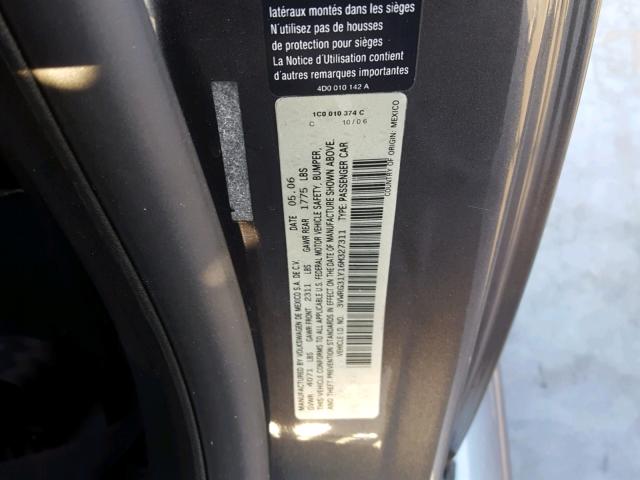 latéraux montés dans les sièges
N'utilisez pas de housses
de protection pour sièges
La Notice d'Utilisation contient
d'autres remarques importantes
4D0 010 142 A
1C0 010 374 C
C 10/06
MANUFACTURED BY VOLKSWAGEN DE MEXICO S.A. DE C.V. DATE 05.06
GVWR 4071 LBS GAWR FRONT 2311 LBS GAWR REAR 1775 LBS
THIS VEHICLE CONFORMS TO ALL APPLICABLE U.S. FEDERAL MOTOR VEHICLE SAFETY, BUMPER,
AND THEFT PREVENTION STANDARDS IN EFFECT ON THE DATE OF MANUFACTURE SHOWN ABOVE.
VEHICLE I.D. NO. 3VWRG31Y16M327311 TYPE: PASSENGER CAR
COUNTRY OF ORIGIN: MEXICO